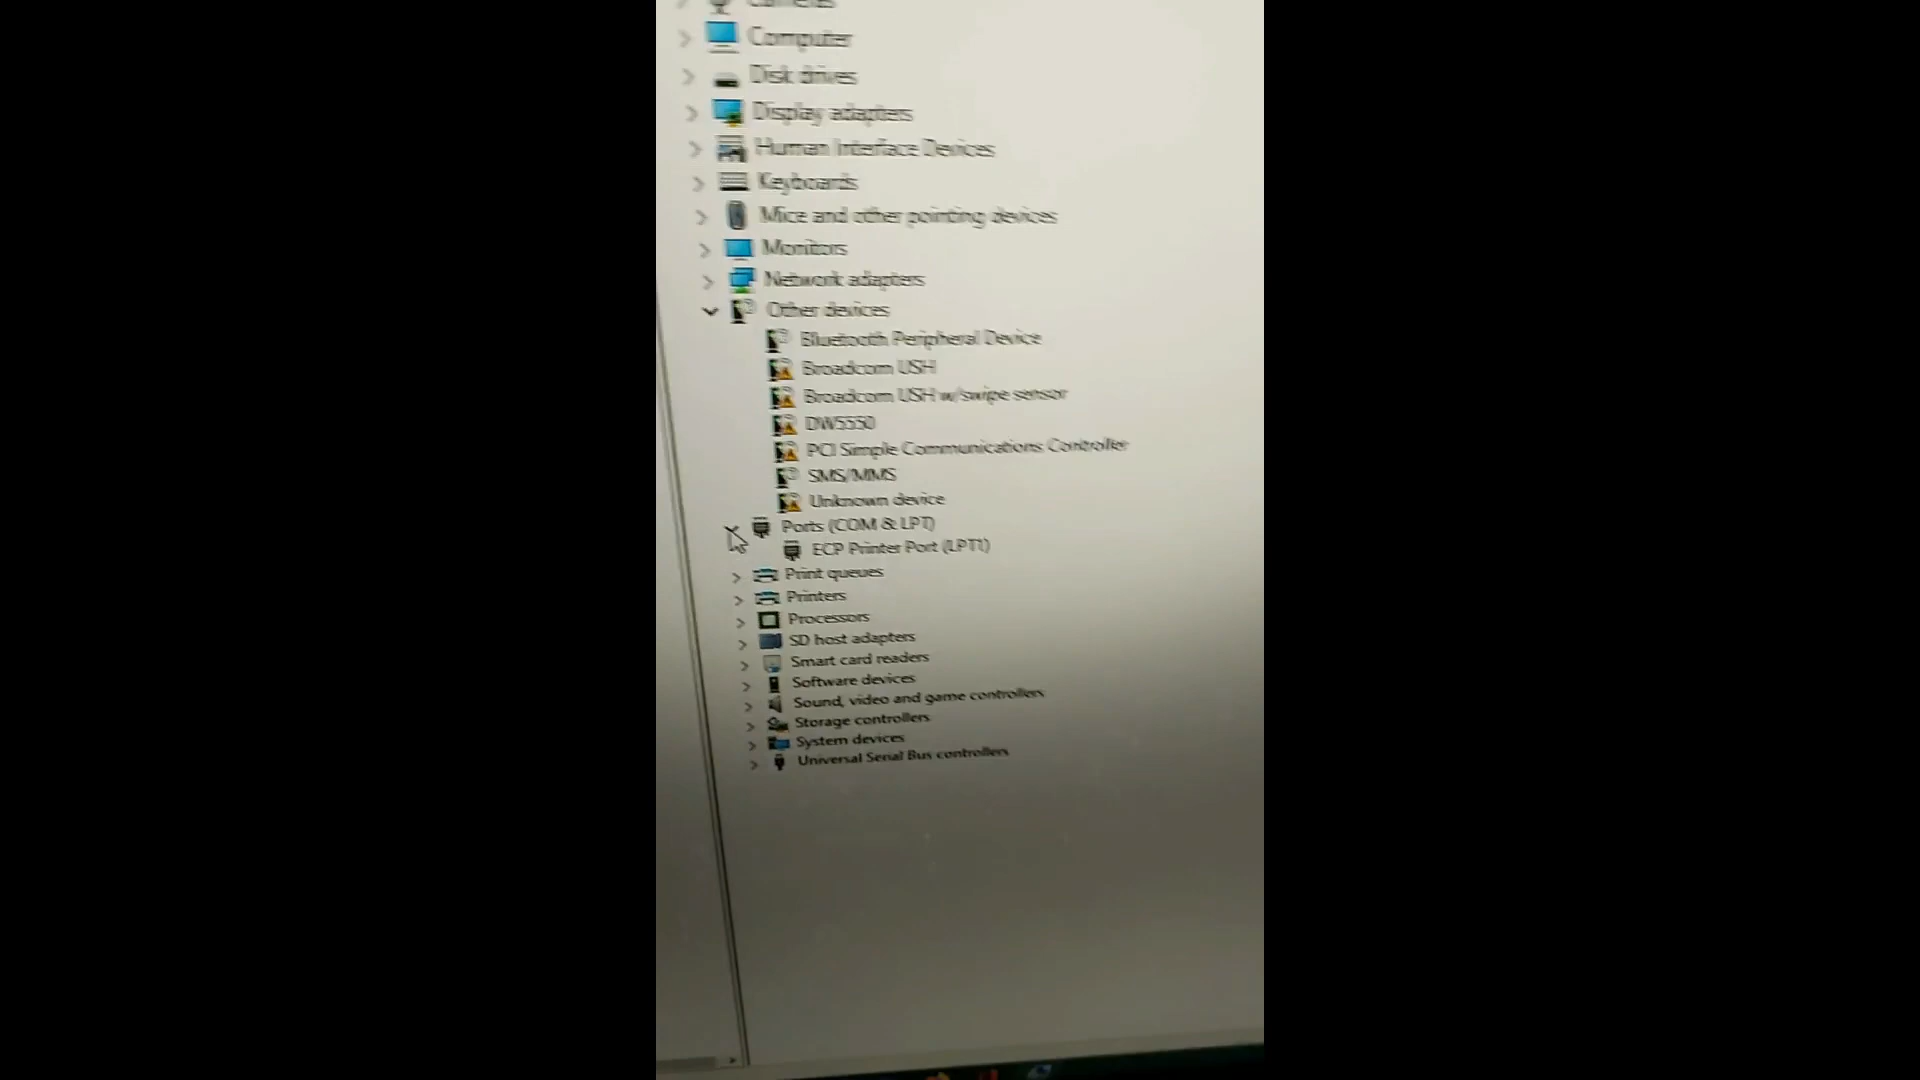 Cameras
Computer
Disk drives
Display adapters
Human Interface Devices
Keyboards
Mice and other pointing devices
Monitors
Network adapters
Other devices
Bluetooth Peripheral Device
Broadcom USH
Broadcom USH w/swipe sensor
DW5550
PCI Simple Communications Controller
SMS/MMS
Unknown device
Ports (COM & LPT)
ECP Printer Port (LPT1)
Print queues
Printers
Processors
SD host adapters
Smart card readers
Software devices
Sound, video and game controllers
Storage controllers
System devices
Universal Serial Bus controllers